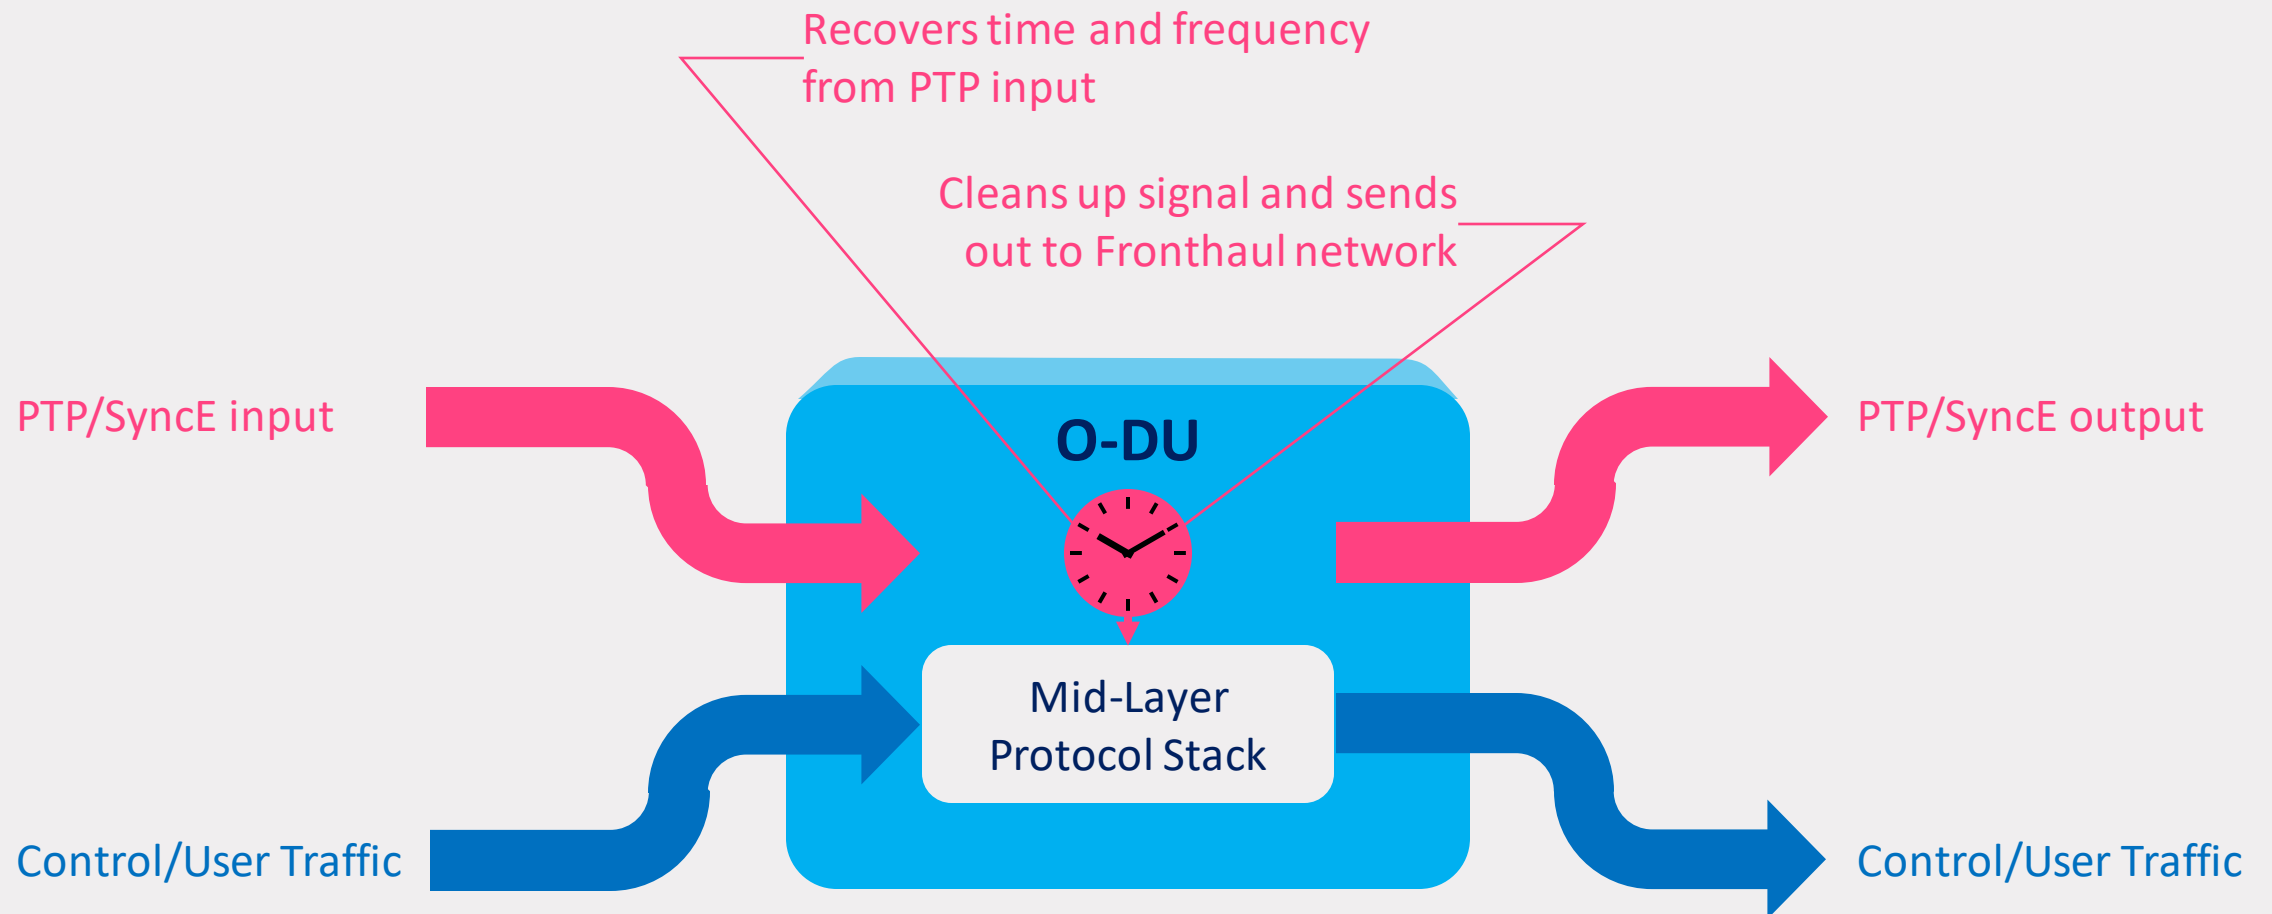 Recovers time and frequency
from PTP input
Cleans up signal and sends
out to Fronthaul network
PTP/SyncE input
O-DU
PTP/SyncE output
Mid-Layer
Protocol Stack
Control/User Traffic
Control/User Traffic